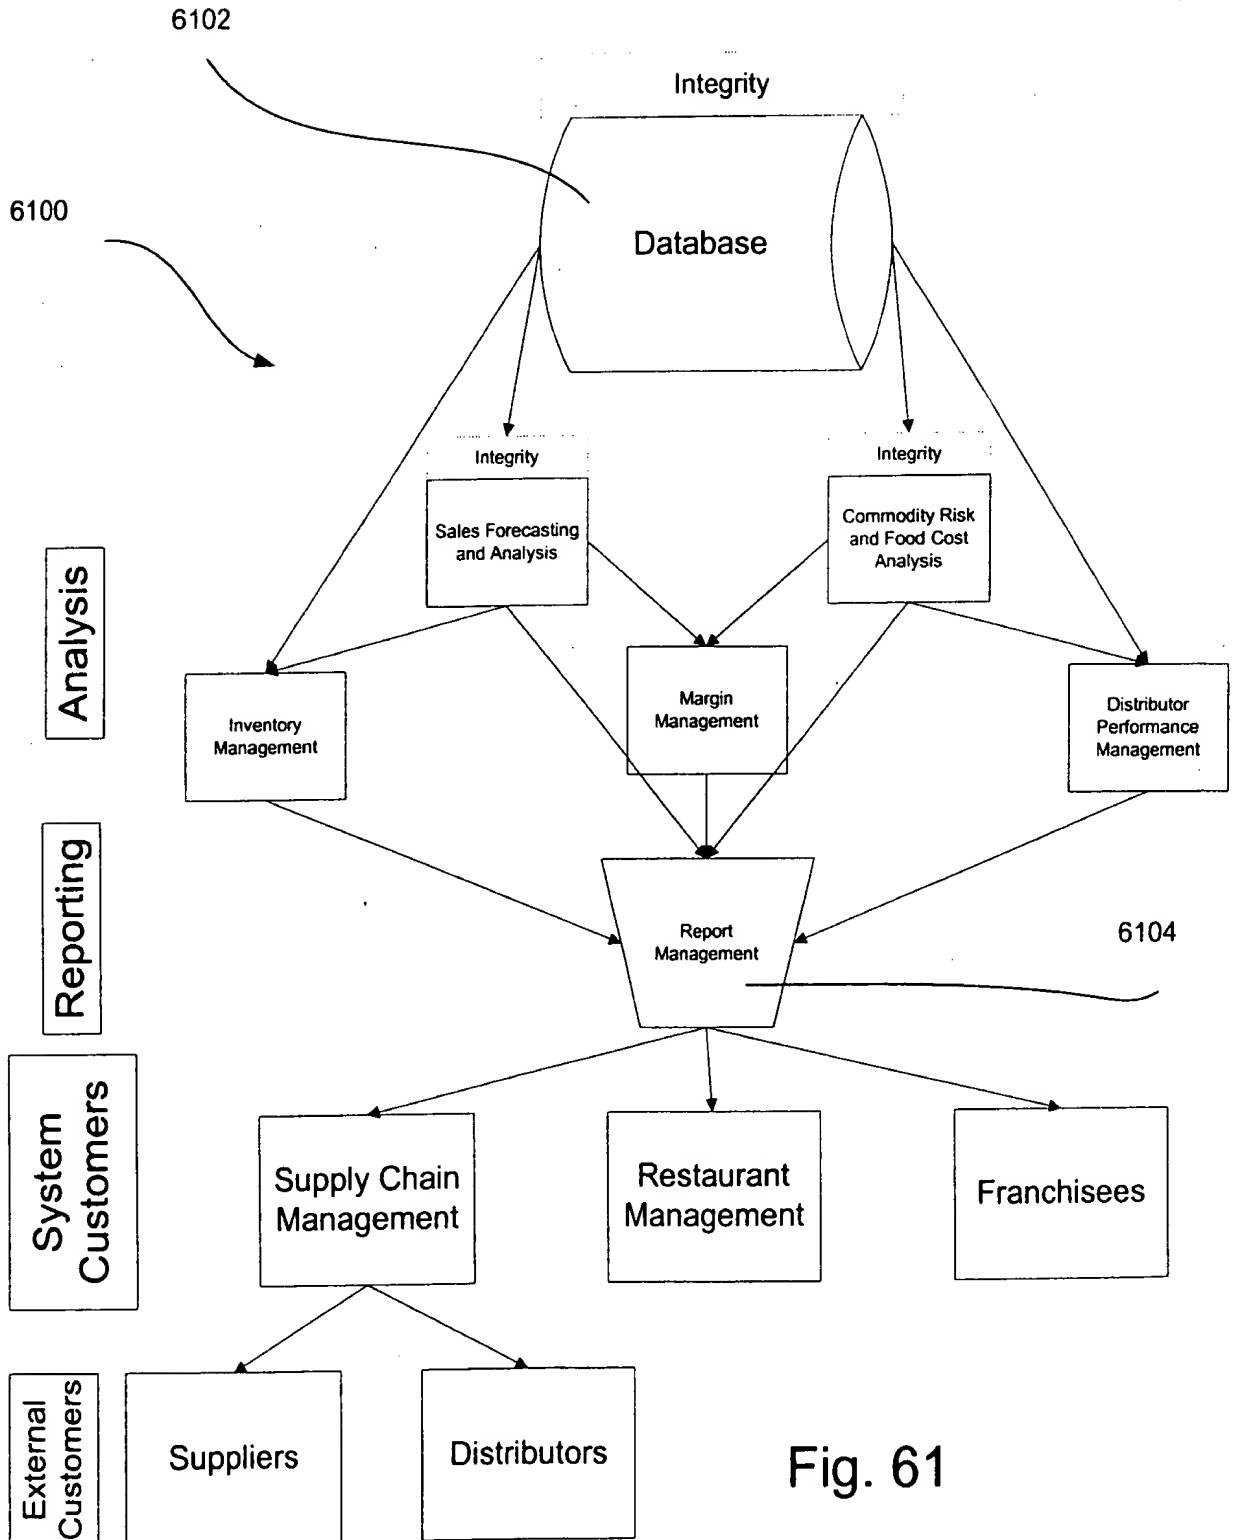 6102
Integrity
6100
Database
Integrity
Integrity
Sales Forecasting
and Analysis
Commodity Risk
and Food Cost
Analysis
Analysis
Inventory
Management
Margin
Management
Distributor
Performance
Management
Reporting
Report
Management
6104
System
Customers
Supply Chain
Management
Restaurant
Management
Franchisees
External
Customers
Suppliers
Distributors
Fig. 61